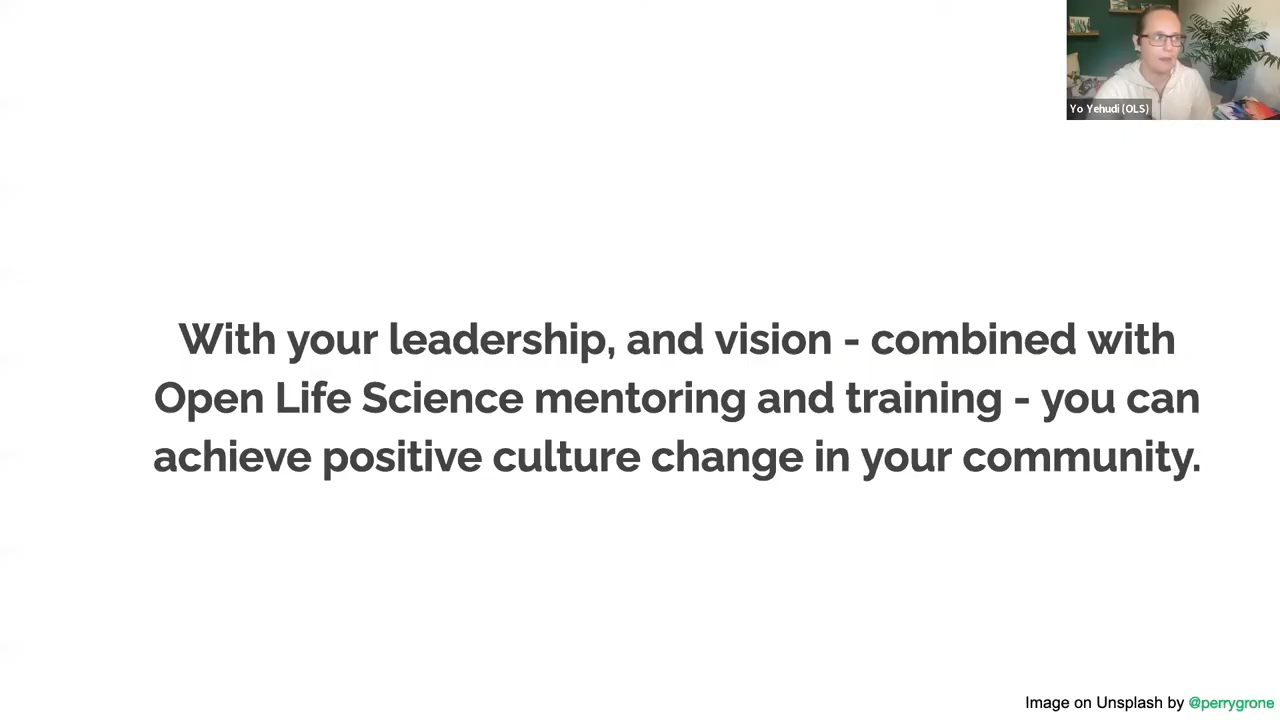 Yo Yehudi (OLS)
With your leadership, and vision - combined with
Open Life Science mentoring and training - you can
achieve positive culture change in your community.
Image on Unsplash by @perrygrone